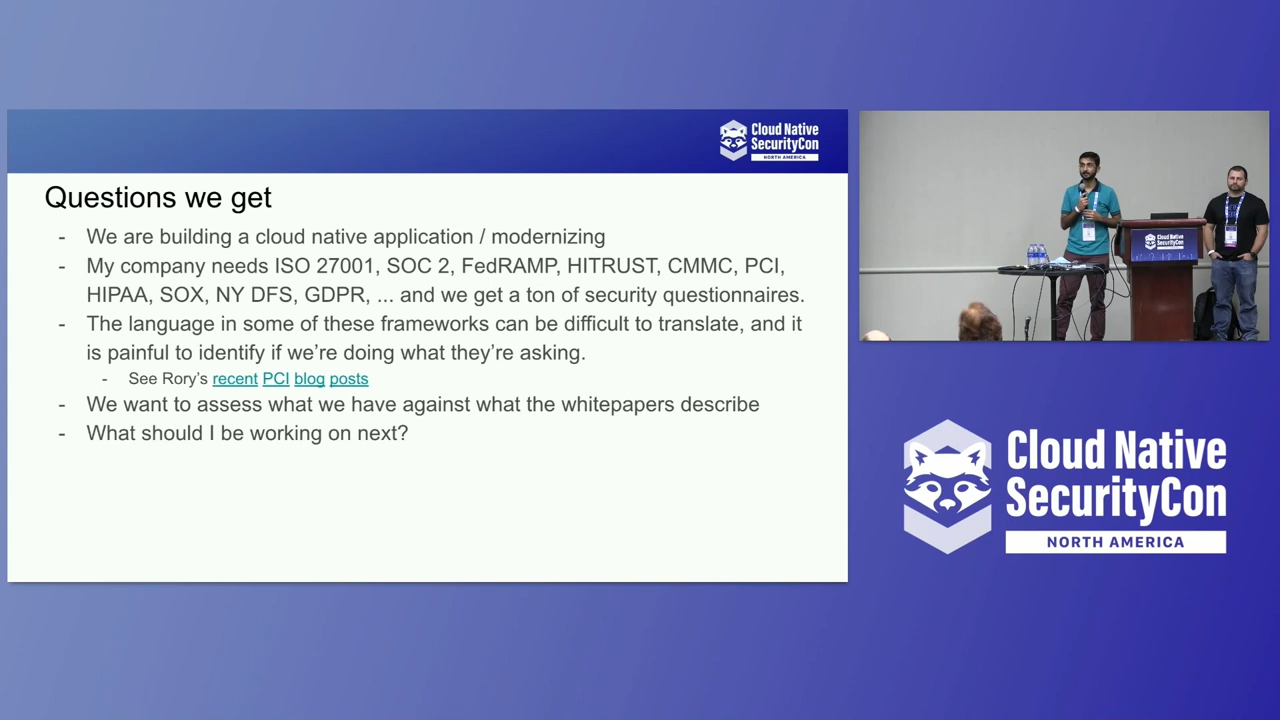 Cloud Native
SecurityCon
NORTH AMERICA
Questions we get
- We are building a cloud native application / modernizing
- My company needs ISO 27001, SOC 2, FedRAMP, HITRUST, CMMC, PCI,
HIPAA, SOX, NY DFS, GDPR, ... and we get a ton of security questionnaires.
- The language in some of these frameworks can be difficult to translate, and it
is painful to identify if we’re doing what they’re asking.
- See Rory’s recent PCI blog posts
- We want to assess what we have against what the whitepapers describe
- What should I be working on next?
Cloud Native
SecurityCon
Cloud Native
SecurityCon
NORTH AMERICA